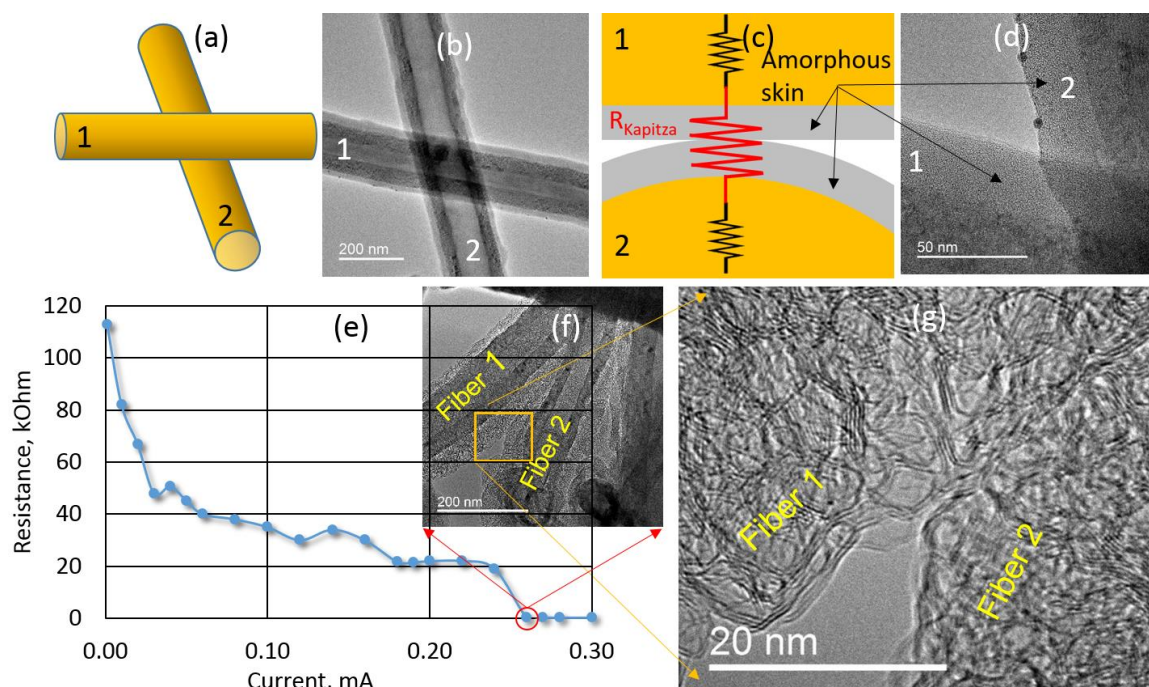 (a)
1
2
(b)
1
2
200 nm
(c)
1
Amorphous
skin
R_Kapitza
2
(d)
2
1
50 nm
(e)
120
100
80
60
40
20
0
Resistance, kOhm
0.00
0.10
0.20
0.30
Current, mA
(f)
Fiber 1
Fiber 2
200 nm
(g)
Fiber 1
Fiber 2
20 nm